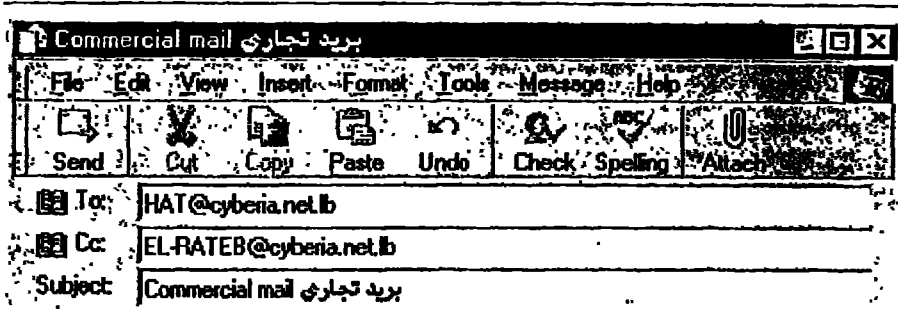 Commercial mail بريد تجاري
File Edit View Insert Format Tools Message Help
Send Cut Copy Paste Undo Check Spelling Attach
To: HAT@cyberia.net.lb
Cc: EL-RATEB@cyberia.net.lb
Subject: Commercial mail بريد تجاري